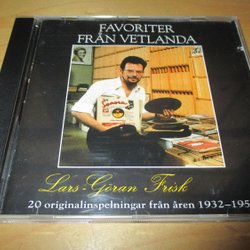 FAVORITER
FRÅN VETLANDA
Lars-Göran Frisk
20 originalinspelningar från åren 1932-195